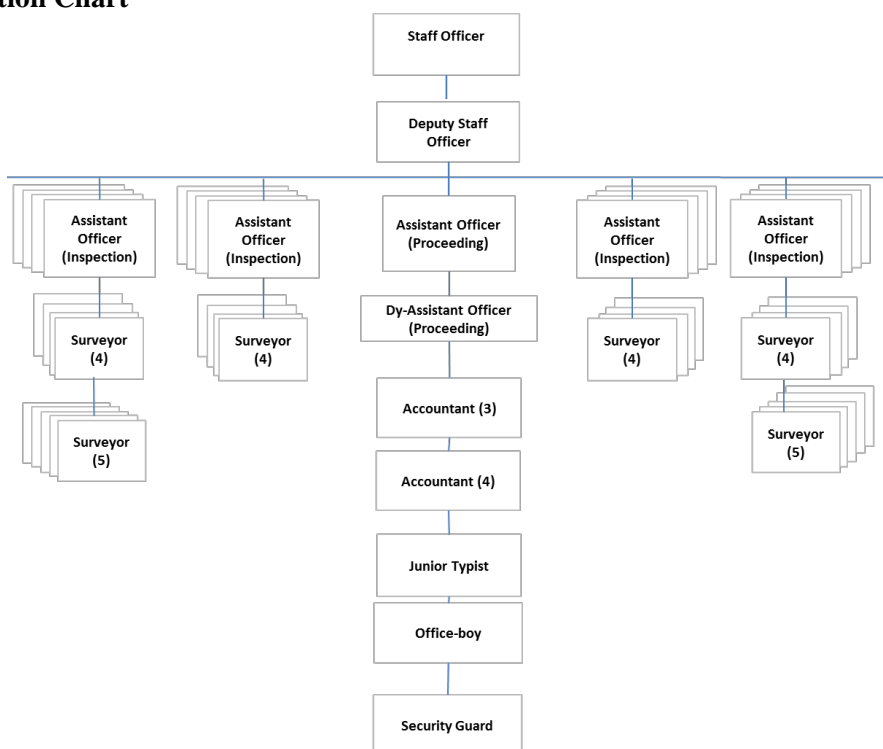 tion Chart
Staff Officer
Deputy Staff
Officer
Assistant
Officer
(Inspection)
Assistant
Officer
(Inspection)
Assistant Officer
(Proceeding)
Assistant
Officer
(Inspection)
Assistant
Officer
(Inspection)
Dy-Assistant Officer
(Proceeding)
Surveyor
(4)
Surveyor
(4)
Surveyor
(4)
Surveyor
(4)
Accountant (3)
Surveyor
(5)
Surveyor
(5)
Accountant (4)
Junior Typist
Office-boy
Security Guard